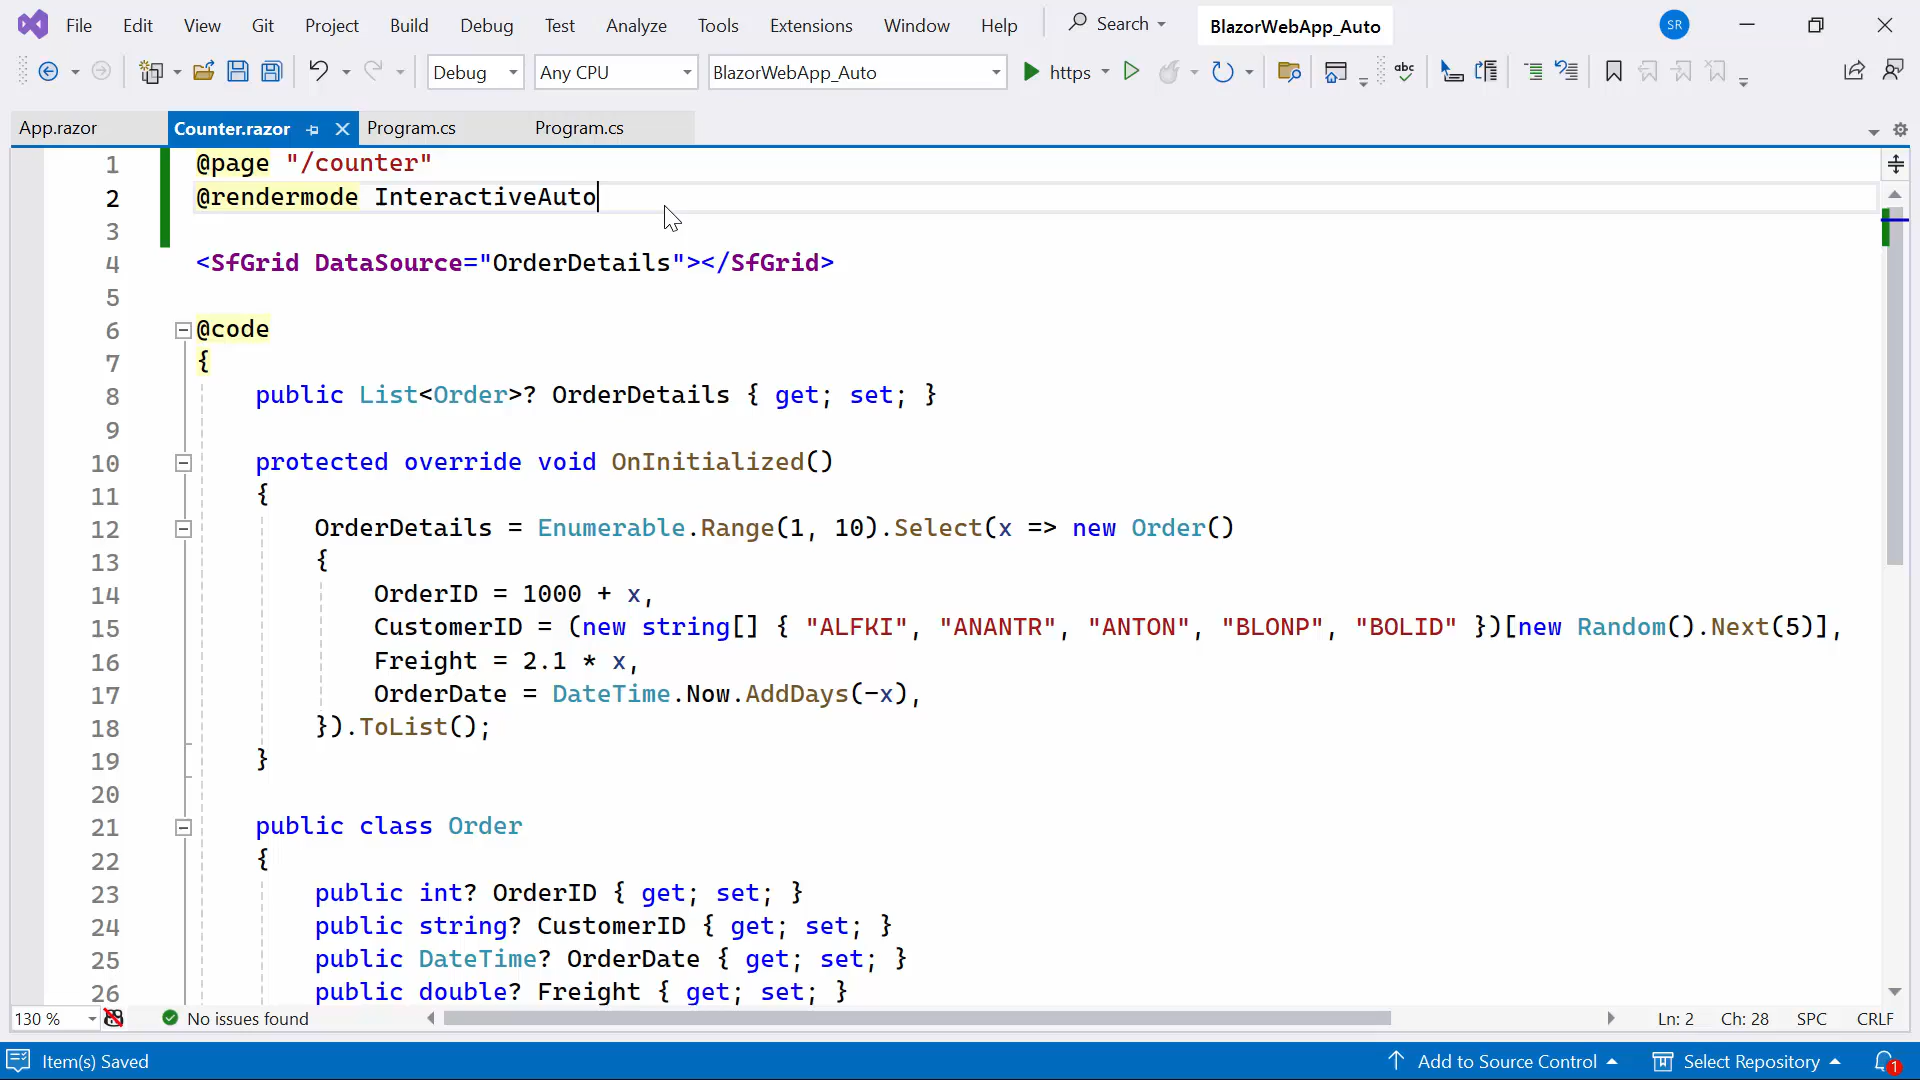 File Edit View Git Project Build Debug Test Analyze Tools Extensions Window Help Search BlazorWebApp_Auto SR
Debug Any CPU BlazorWebApp_Auto https abc
App.razor Counter.razor Program.cs Program.cs
1 @page "/counter"
2 @rendermode InteractiveAuto
3
4 <SfGrid DataSource="OrderDetails"></SfGrid>
5
6 @code
7 {
8 public List<Order>? OrderDetails { get; set; }
9
10 protected override void OnInitialized()
11 {
12 OrderDetails = Enumerable.Range(1, 10).Select(x => new Order()
13 {
14 OrderID = 1000 + x,
15 CustomerID = (new string[] { "ALFKI", "ANANTR", "ANTON", "BLONP", "BOLID" })[new Random().Next(5)],
16 Freight = 2.1 * x,
17 OrderDate = DateTime.Now.AddDays(-x),
18 }).ToList();
19 }
20
21 public class Order
22 {
23 public int? OrderID { get; set; }
24 public string? CustomerID { get; set; }
25 public DateTime? OrderDate { get; set; }
26 public double? Freight { get; set; }
130 % No issues found Ln: 2 Ch: 28 SPC CRLF
Item(s) Saved Add to Source Control Select Repository 1